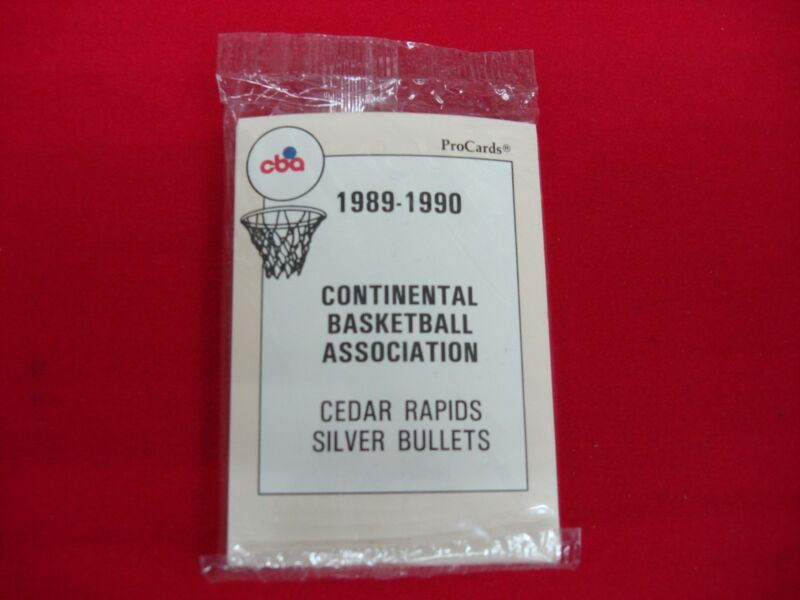 ProCards®
cba
1989-1990
CONTINENTAL
BASKETBALL
ASSOCIATION
CEDAR RAPIDS
SILVER BULLETS